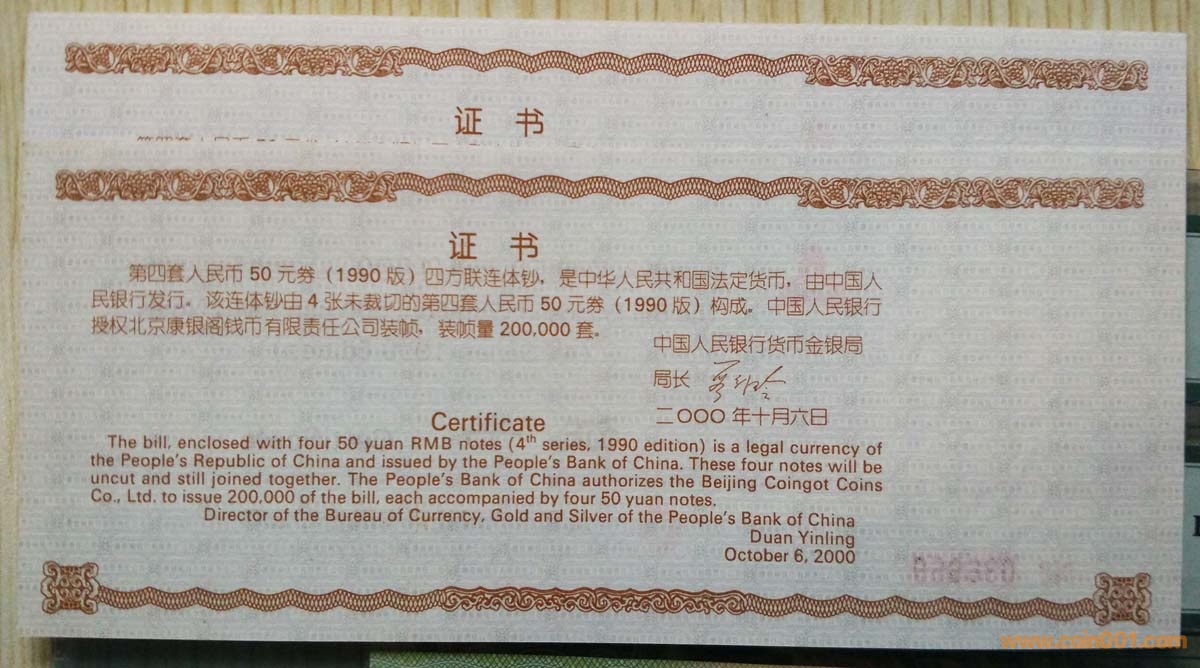 证书
证书
第四套人民币50元券（1990版）四方联连体钞，是中华人民共和国法定货币，由中国人
民银行发行。该连体钞由4张未裁切的第四套人民币50元券（1990版）构成。中国人民银行
授权北京康银阁钱币有限责任公司装帧，装帧量200,000套。
中国人民银行货币金银局
局长
二〇〇〇年十月六日
Certificate
The bill, enclosed with four 50 yuan RMB notes (4th series, 1990 edition) is a legal currency of
the People's Republic of China and issued by the People's Bank of China. These four notes will be
uncut and still joined together. The People's Bank of China authorizes the Beijing Coingot Coins
Co., Ltd. to issue 200,000 of the bill, each accompanied by four 50 yuan notes.
Director of the Bureau of Currency, Gold and Silver of the People's Bank of China
Duan Yinling
October 6, 2000
www.coin001.com